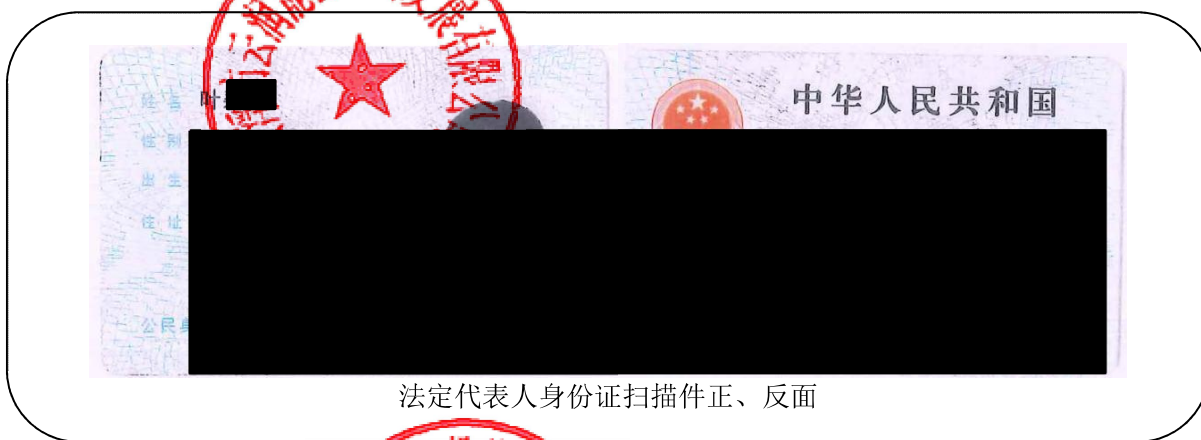 姓名 叶
中华人民共和国
性别
出生
住址
公民身
法定代表人身份证扫描件正、反面